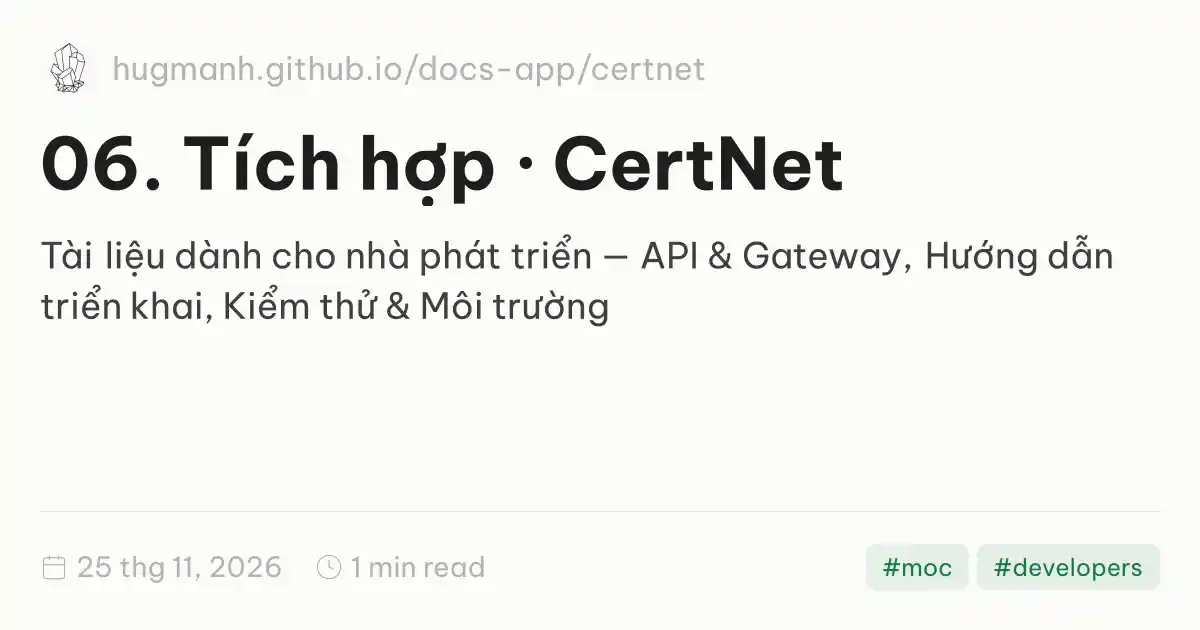 hugmanh.github.io/docs-app/certnet
06. Tích hợp · CertNet
Tài liệu dành cho nhà phát triển — API & Gateway, Hướng dẫn
triển khai, Kiểm thử & Môi trường
25 thg 11, 2026 1 min read #moc #developers